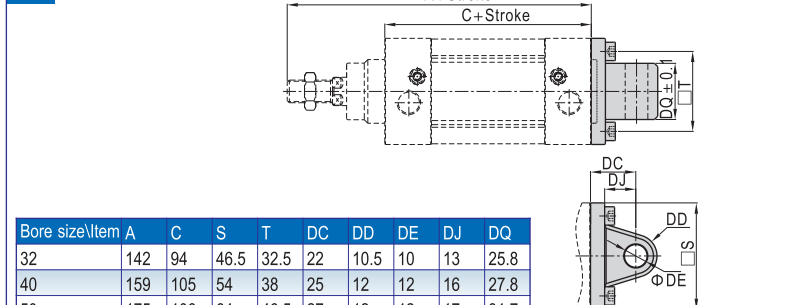 C+Stroke
DQ±0.1
□T
DC
DJ
DD
□S
ΦDE
Bore size\Item A C S T DC DD DE DJ DQ
32 142 94 46.5 32.5 22 10.5 10 13 25.8
40 159 105 54 38 25 12 12 16 27.8